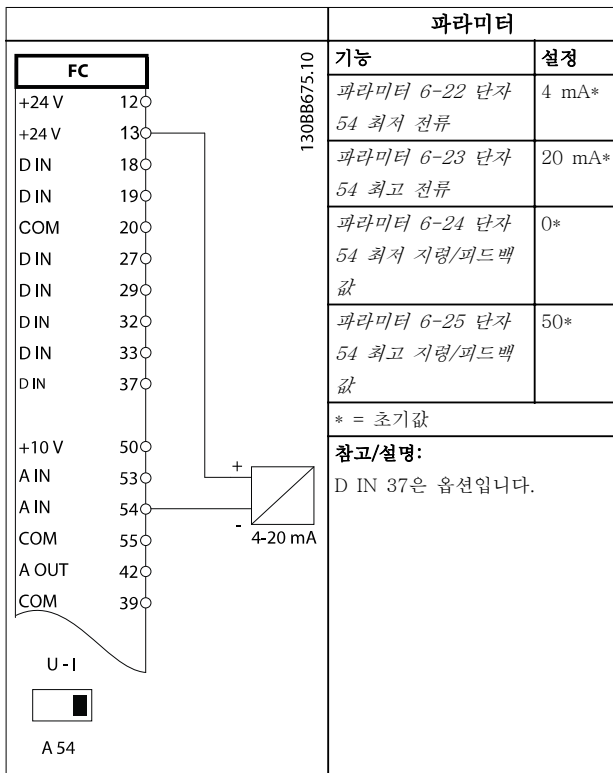 파라미터
기능 설정
파라미터 6-22 단자 4 mA*
54 최저 전류
파라미터 6-23 단자 20 mA*
54 최고 전류
파라미터 6-24 단자 0*
54 최저 지령/피드백
값
파라미터 6-25 단자 50*
54 최고 지령/피드백
값
* = 초기값
참고/설명:
D IN 37은 옵션입니다.
130BB675.10
FC
+24 V 12
+24 V 13
D IN 18
D IN 19
COM 20
D IN 27
D IN 29
D IN 32
D IN 33
D IN 37
+10 V 50
A IN 53
A IN 54
COM 55
A OUT 42
COM 39
+
-
4-20 mA
U - I
A 54